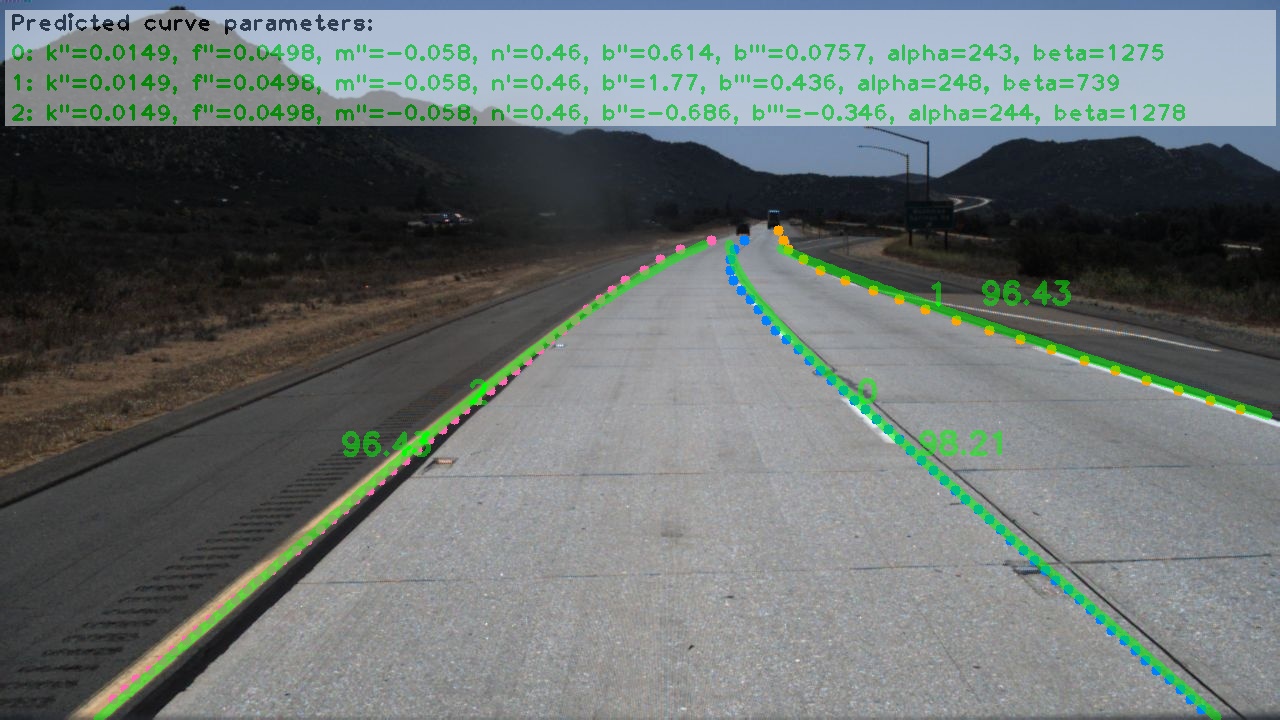 Predicted curve parameters:
0: k''=0.0149, f''=0.0498, m''=−0.058, n'=0.46, b''=0.614, b'''=0.0757, alpha=243, beta=1275
1: k''=0.0149, f''=0.0498, m''=−0.058, n'=0.46, b''=1.77, b'''=0.436, alpha=248, beta=739
2: k''=0.0149, f''=0.0498, m''=−0.058, n'=0.46, b''=−0.686, b'''=−0.346, alpha=244, beta=1278
1 96.43
2 0
98.21